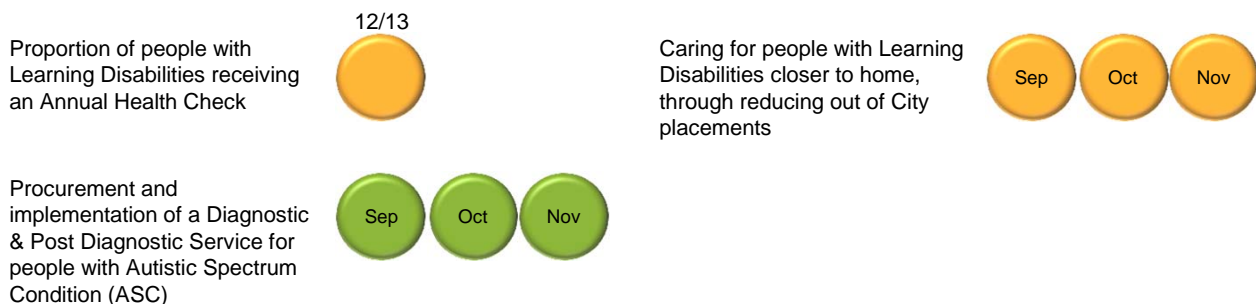 12/13
Proportion of people with
Learning Disabilities receiving
an Annual Health Check
Caring for people with Learning
Disabilities closer to home,
through reducing out of City
placements
Sep Oct Nov
Procurement and
implementation of a Diagnostic
& Post Diagnostic Service for
people with Autistic Spectrum
Condition (ASC)
Sep Oct Nov